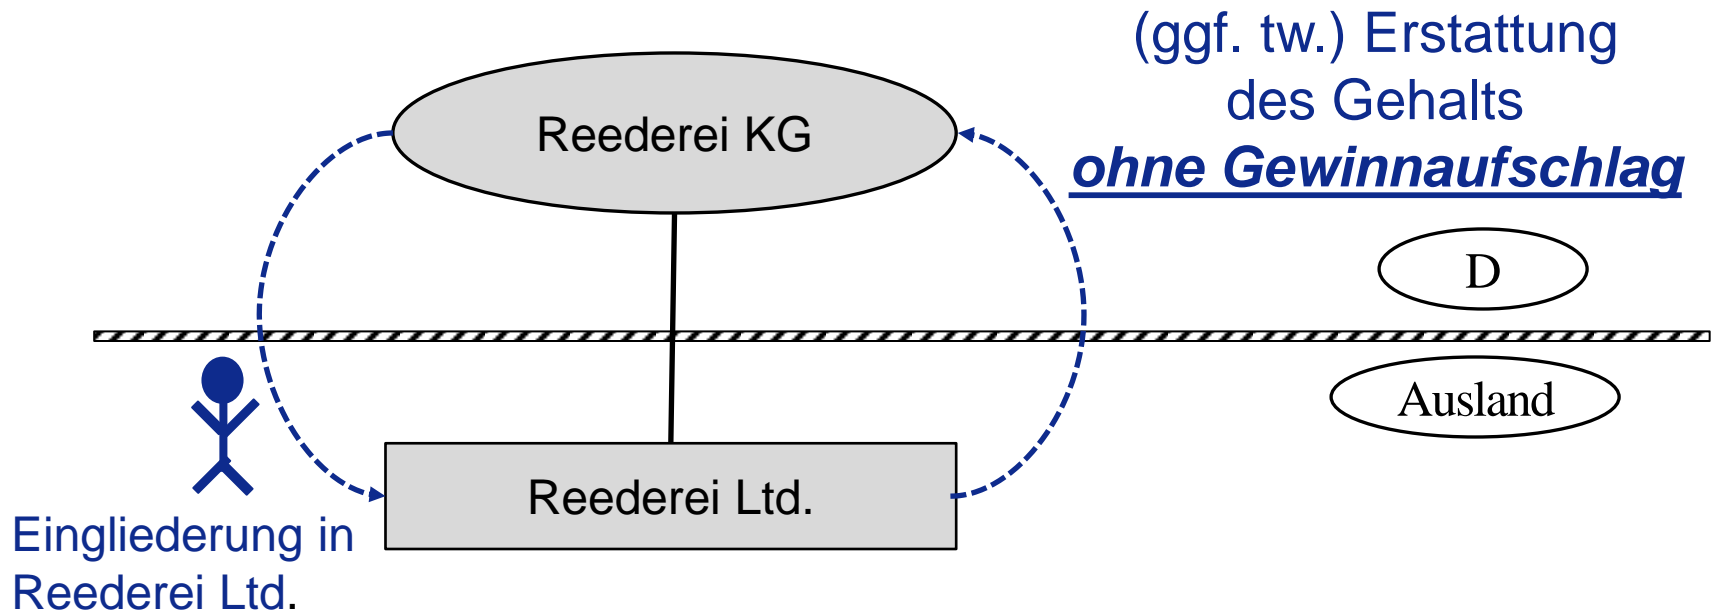 (ggf. tw.) Erstattung
des Gehalts
ohne Gewinnaufschlag
Reederei KG
D
Ausland
Reederei Ltd.
Eingliederung in
Reederei Ltd.